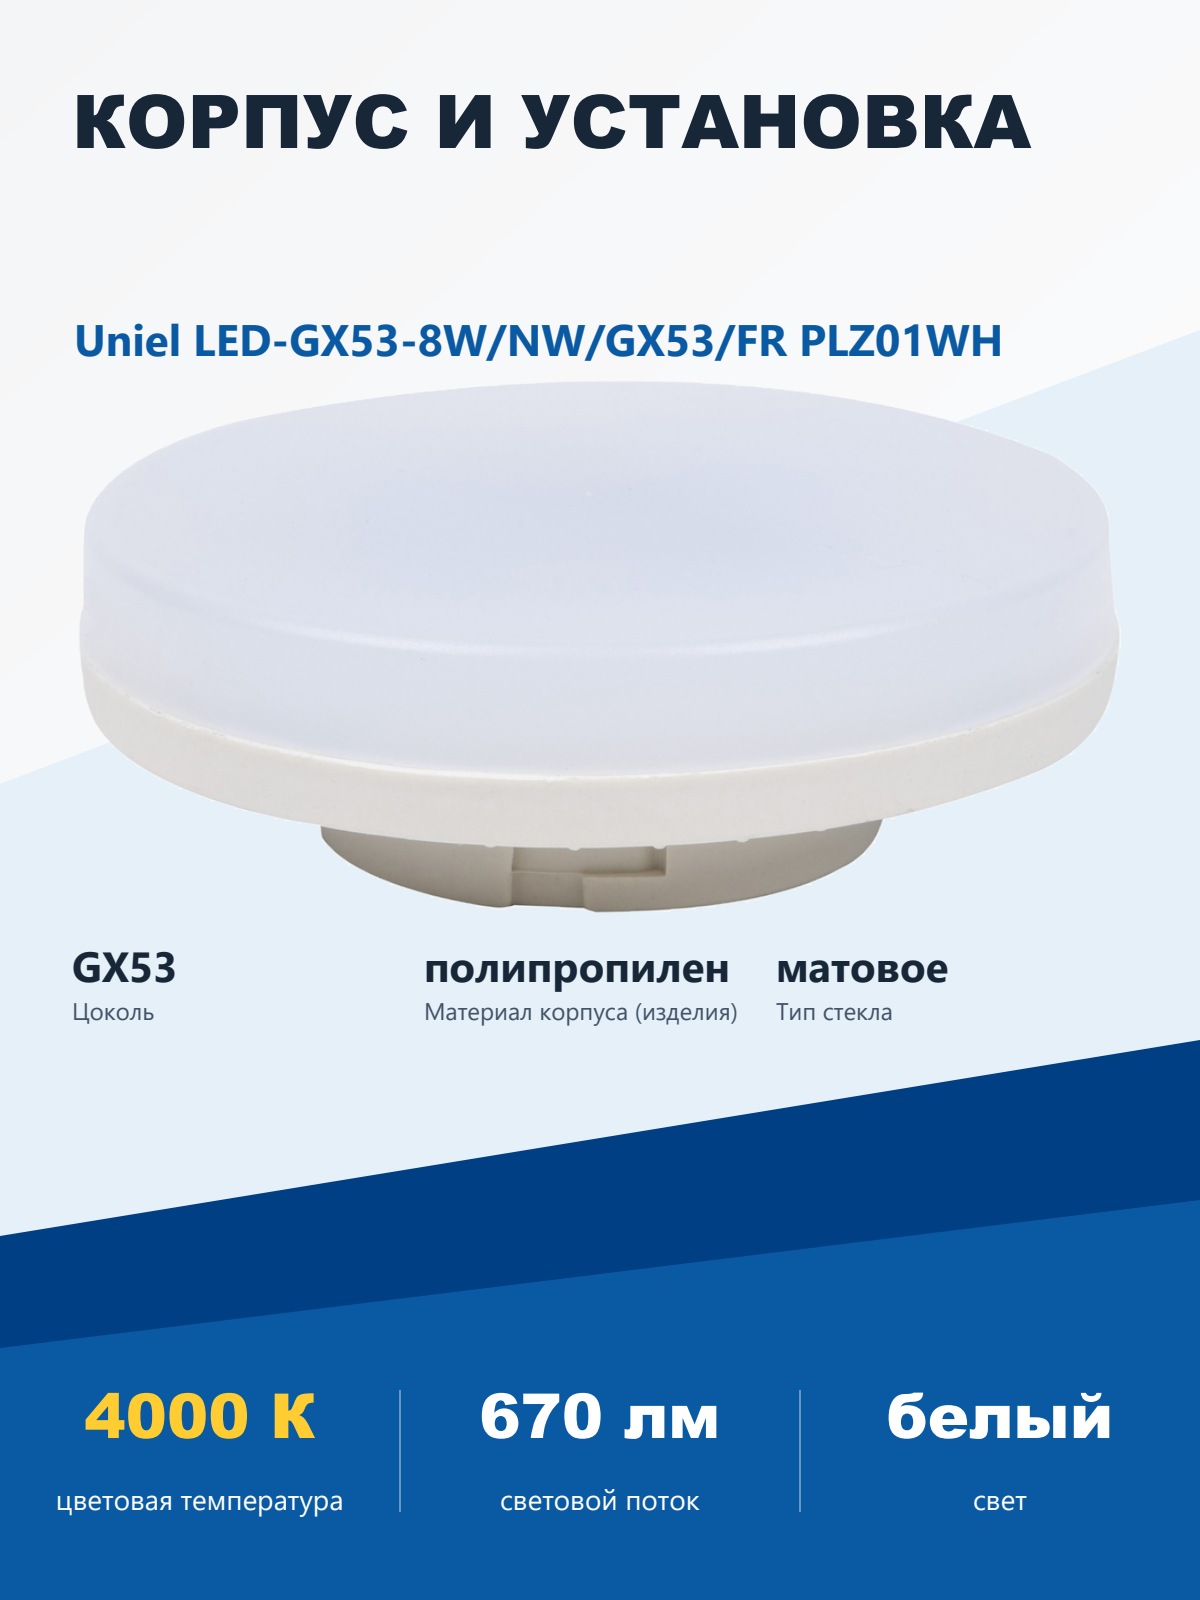 КОРПУС И УСТАНОВКА
Uniel LED-GX53-8W/NW/GX53/FR PLZ01WH
GX53
Цоколь
полипропилен
Материал корпуса (изделия)
матовое
Тип стекла
4000 К
цветовая температура
670 лм
световой поток
белый
свет